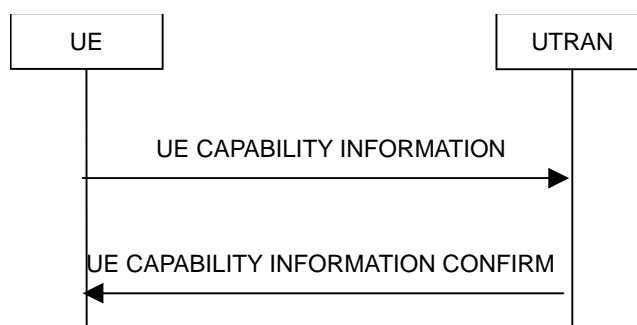 UE
UTRAN
UE CAPABILITY INFORMATION
UE CAPABILITY INFORMATION CONFIRM